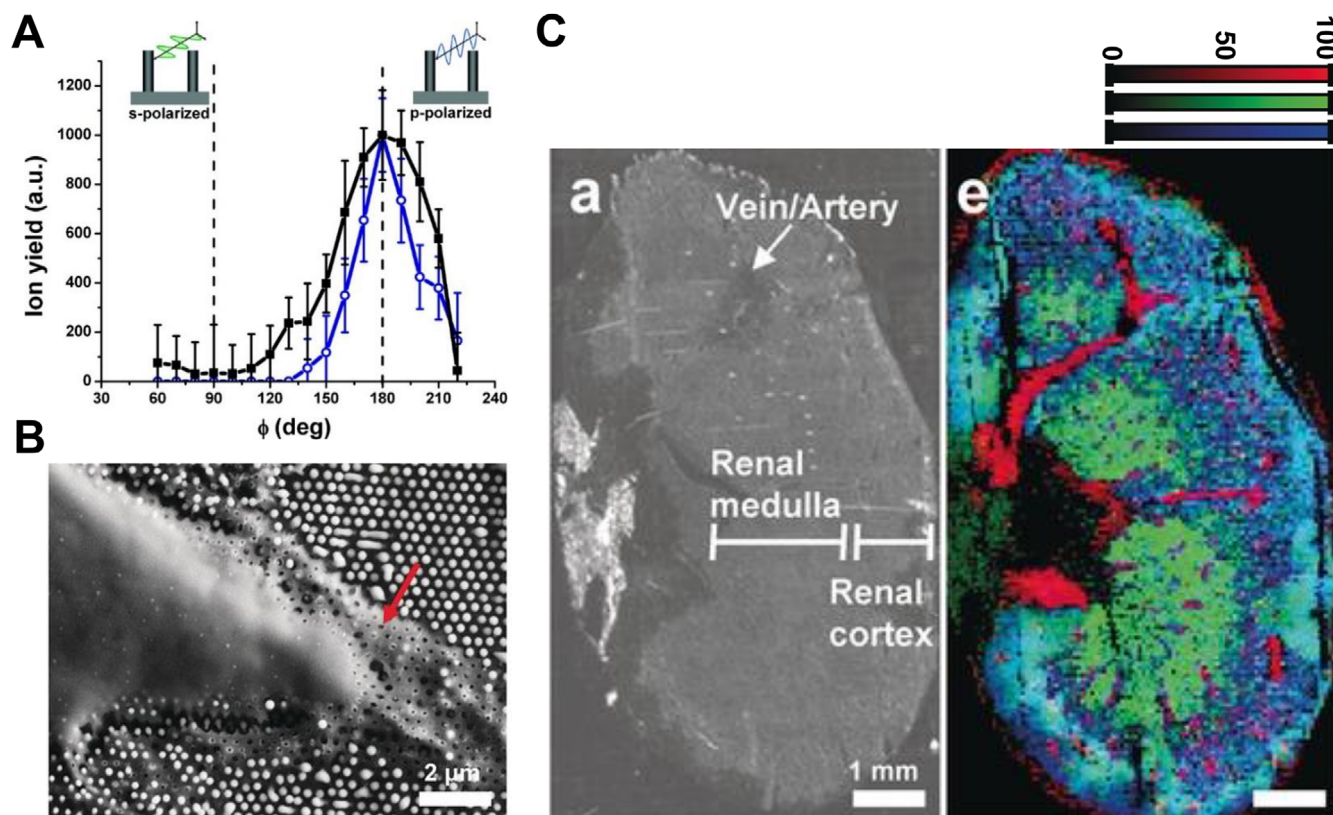 A
s-polarized
p-polarized
Ion yield (a.u.)
1200
1000
800
600
400
200
0
30 60 90 120 150 180 210 240
ϕ (deg)
B
2 µm
C
0 50 100
a
Vein/Artery
Renal
medulla
Renal
cortex
1 mm
e